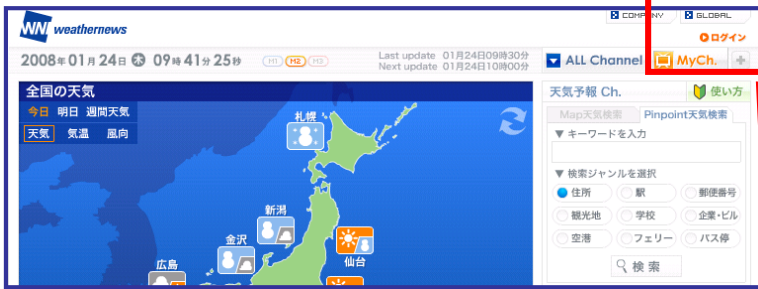 COMPANY GLOBAL
WNI weathernews
ログイン
2008年01月24日 木 09時41分25秒 H1 H2 H3 Last update 01月24日09時30分 ALL Channel MyCh. +
Next update 01月24日10時00分
全国の天気
今日 明日 週間天気
天気 気温 風向
札幌
新潟
金沢
仙台
広島
天気予報 Ch. 使い方
Map天気検索 Pinpoint天気検索
▼ キーワードを入力
▼ 検索ジャンルを選択
住所 駅 郵便番号
観光地 学校 企業・ビル
空港 フェリー バス停
検索